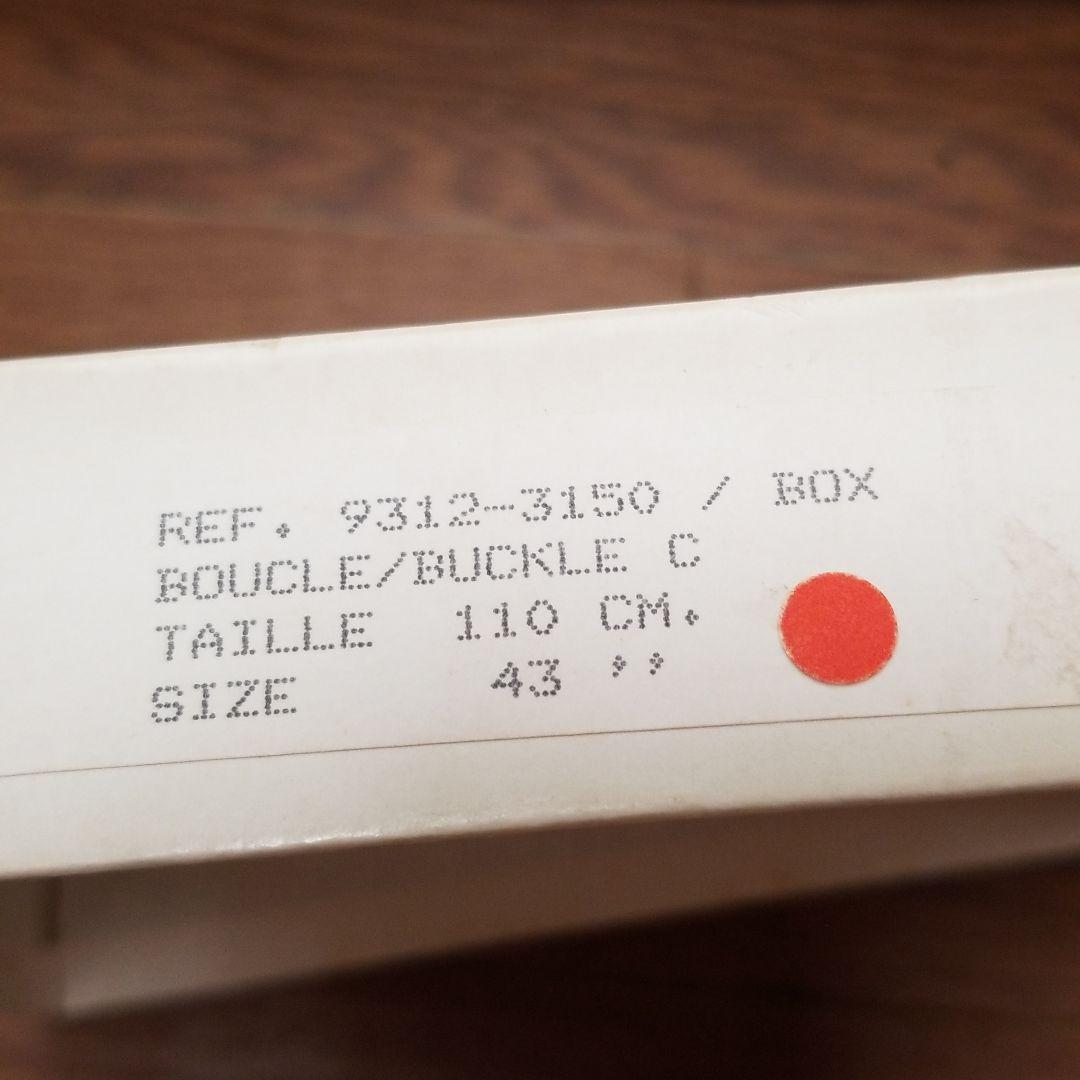 REF. 9312-3150 / BOX
BOUCLE/BUCKLE C
TAILLE 110 CM.
SIZE 43 ''